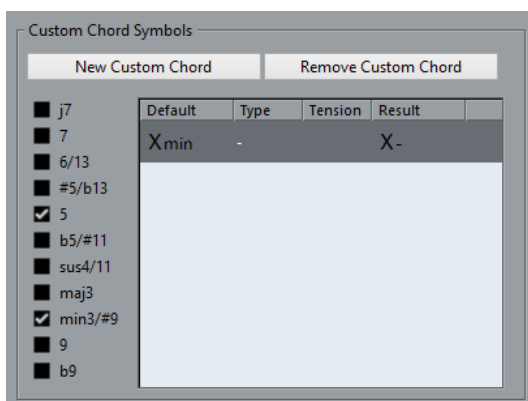 Custom Chord Symbols
New Custom Chord
Remove Custom Chord
j7
7
6/13
#5/b13
5
b5/#11
sus4/11
maj3
min3/#9
9
b9
Default Type Tension Result
Xmin - X-